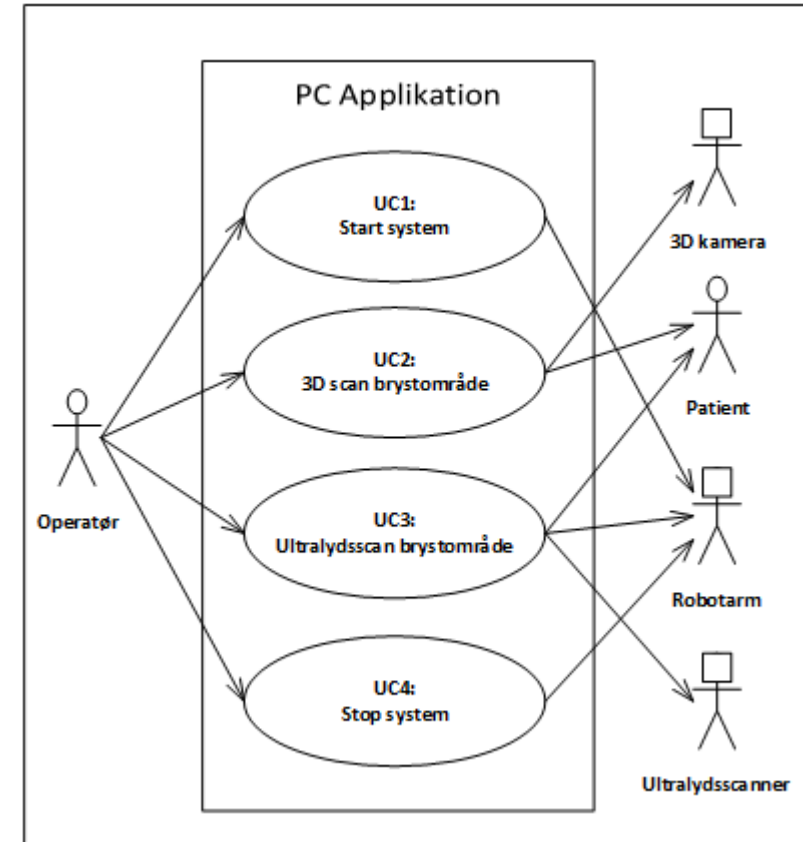 PC Applikation
UC1:
Start system
UC2:
3D scan brystområde
UC3:
Ultralydsscan brystområde
UC4:
Stop system
Operatør
3D kamera
Patient
Robotarm
Ultralydsscanner